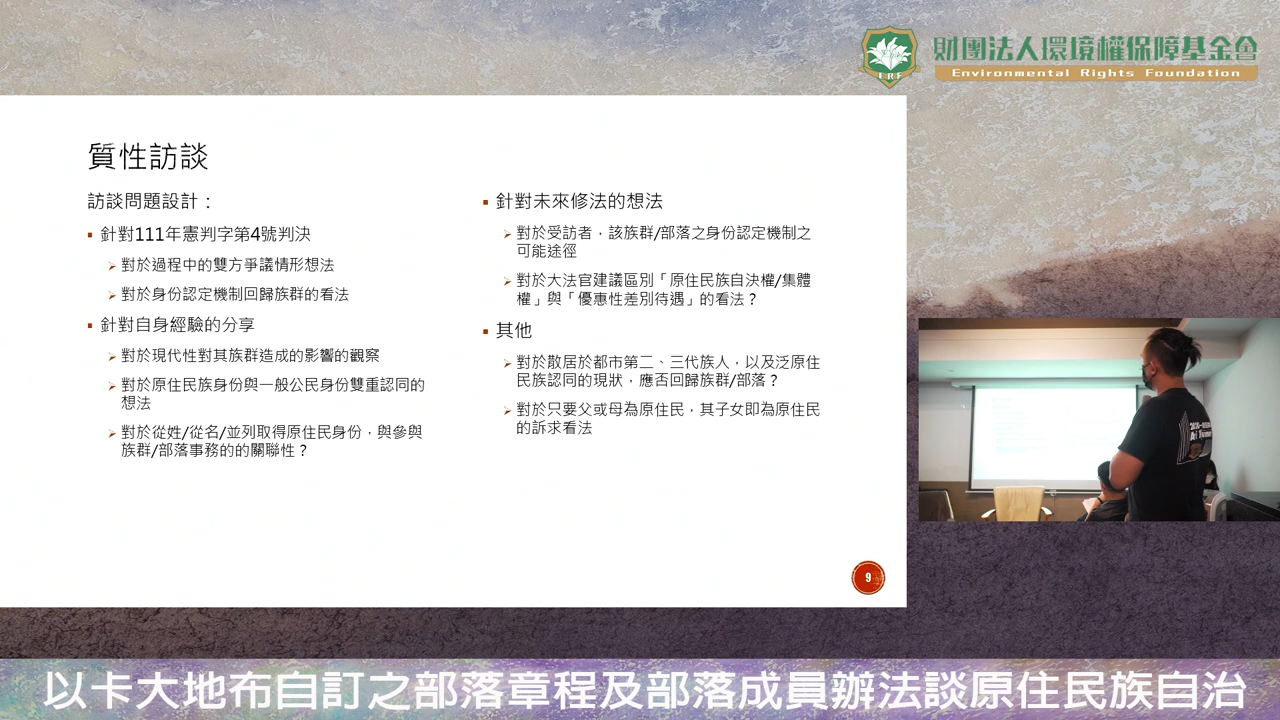 財團法人環境權保障基金會
ERF
Environmental Rights Foundation
質性訪談
訪談問題設計：
針對111年憲判字第4號判決
對於過程中的雙方爭議情形想法
對於身份認定機制回歸族群的看法
針對自身經驗的分享
對於現代性對其族群造成的影響的觀察
對於原住民族身份與一般公民身份雙重認同的
想法
對於從姓/從名/並列取得原住民身份，與參與
族群/部落事務的的關聯性？
針對未來修法的想法
對於受訪者，該族群/部落之身份認定機制之
可能途徑
對於大法官建議區別「原住民族自決權/集體
權」與「優惠性差別待遇」的看法？
其他
對於散居於都市第二、三代族人，以及泛原住
民族認同的現狀，應否回歸族群/部落？
對於只要父或母為原住民，其子女即為原住民
的訴求看法
9
以卡大地布自訂之部落章程及部落成員辦法談原住民族自治